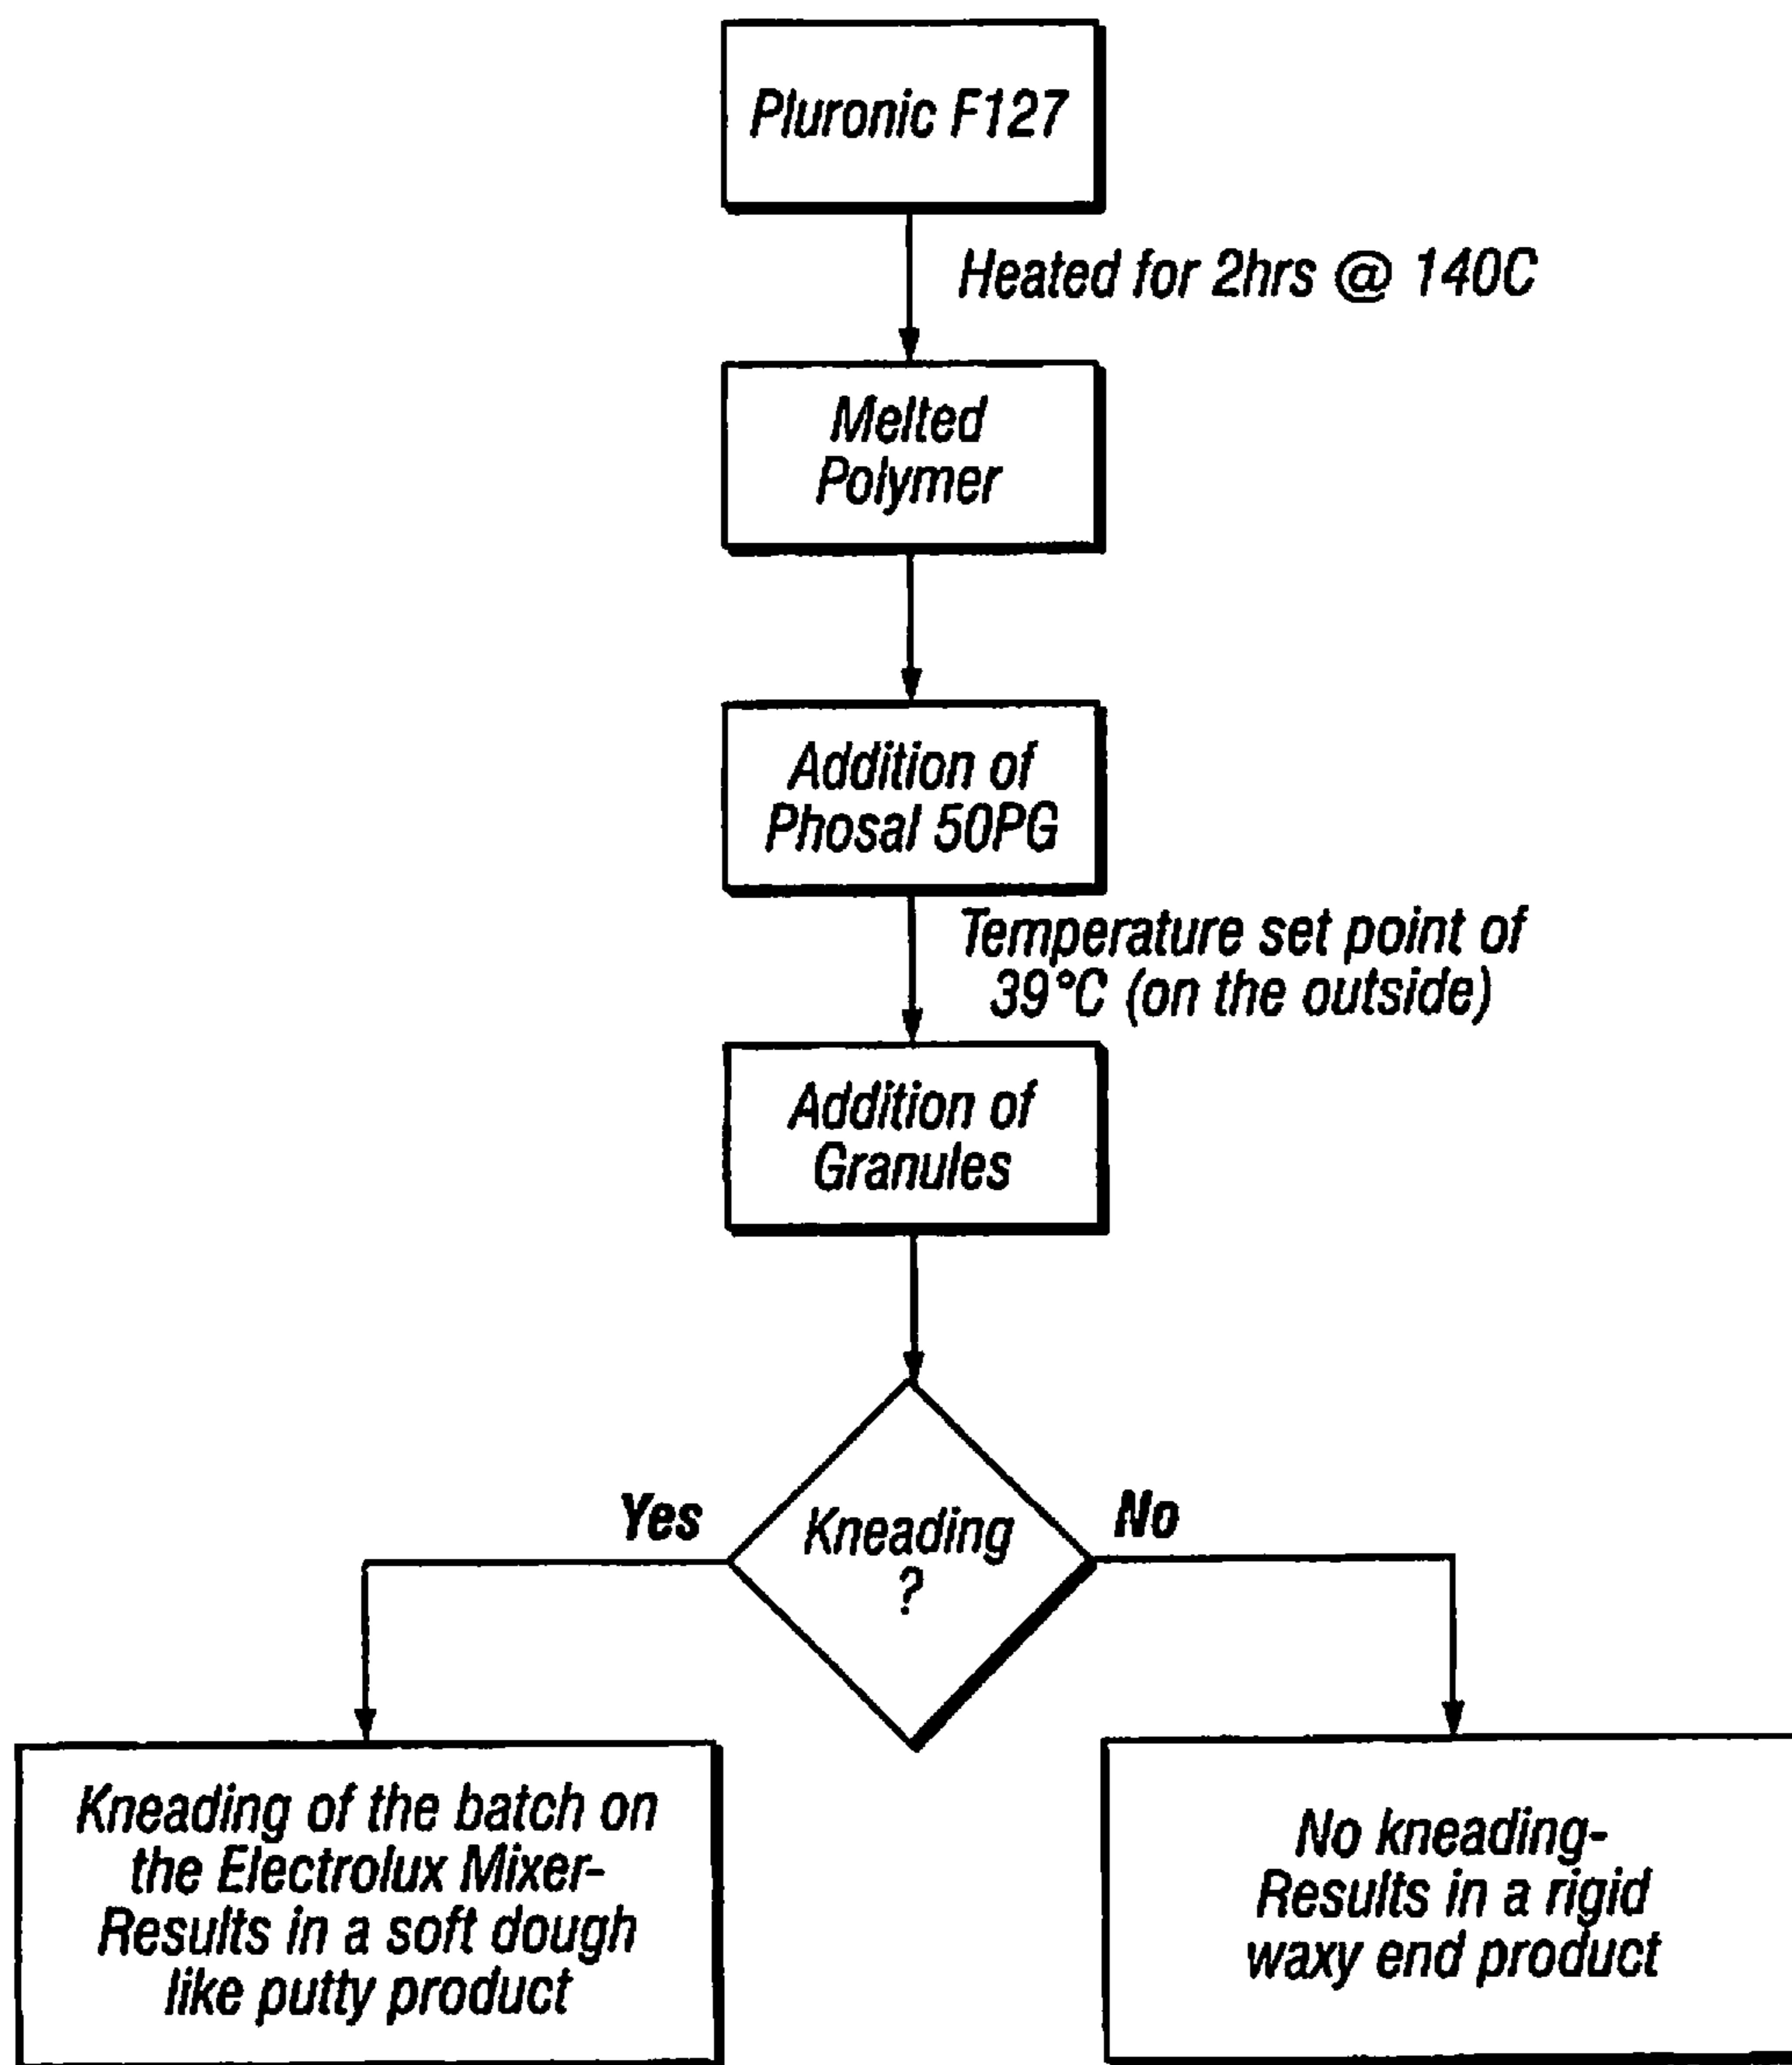 Pluronic F127
Heated for 2hrs @ 140C
Melted
Polymer
Addition of
Phosal 50PG
Temperature set point of
39°C (on the outside)
Addition of
Granules
Yes
Kneading
?
No
Kneading of the batch on
the Electrolux Mixer-
Results in a soft dough
like putty product
No kneading-
Results in a rigid
waxy end product